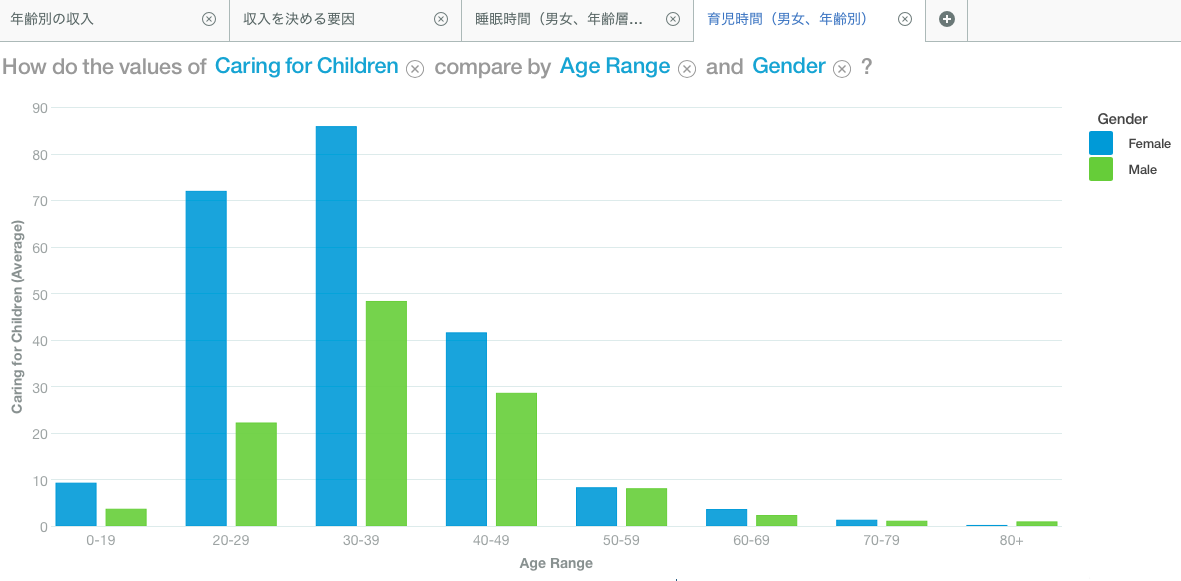 年齢別の収入 収入を決める要因 睡眠時間（男女、年齢層... 育児時間（男女、年齢別）
How do the values of Caring for Children compare by Age Range and Gender ?
Gender
Female
Male
Caring for Children (Average)
90
80
70
60
50
40
30
20
10
0
0-19 20-29 30-39 40-49 50-59 60-69 70-79 80+
Age Range